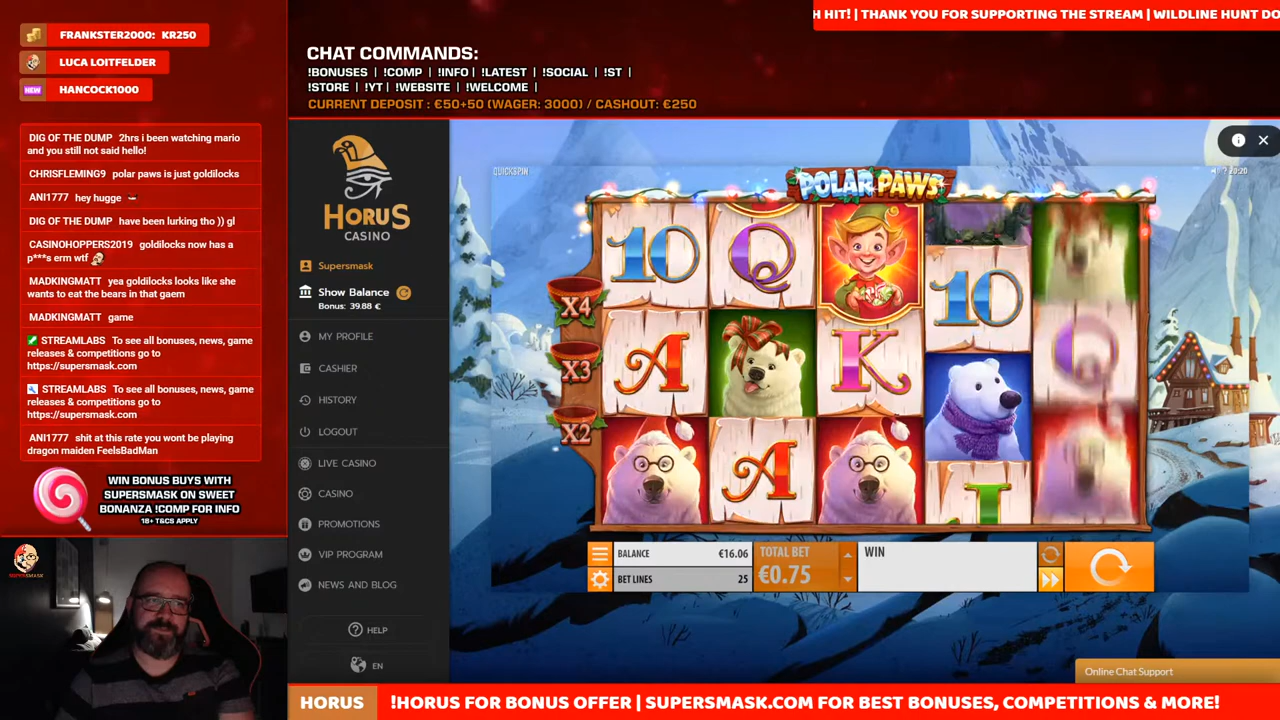 FRANKSTER2000: KR250
LUCA LOITFELDER
NEW HANCOCK1000
H HIT! | THANK YOU FOR SUPPORTING THE STREAM | WILDLINE HUNT DO
CHAT COMMANDS:
!BONUSES | !COMP | !INFO | !LATEST | !SOCIAL | !ST |
!STORE | !YT | !WEBSITE | !WELCOME |
CURRENT DEPOSIT : €50+50 (WAGER: 3000) / CASHOUT: €250
DIG OF THE DUMP 2hrs i been watching mario
and you still not said hello!
CHRISFLEMING9 polar paws is just goldilocks
ANI1777 hey hugge
DIG OF THE DUMP have been lurking tho )) gl
CASINOHOPPERS2019 goldilocks now has a
p***s erm wtf
MADKINGMATT yea goldilocks looks like she
wants to eat the bears in that gaem
MADKINGMATT game
STREAMLABS To see all bonuses, news, game
releases & competitions go to
https://supersmask.com
STREAMLABS To see all bonuses, news, game
releases & competitions go to
https://supersmask.com
ANI1777 shit at this rate you wont be playing
dragon maiden FeelsBadMan
WIN BONUS BUYS WITH
SUPERSMASK ON SWEET
BONANZA !COMP FOR INFO
18+ T&CS APPLY
SUPERSMASK
HORUS
CASINO
Supersmask
Show Balance
Bonus: 39.88 €
MY PROFILE
CASHIER
HISTORY
LOGOUT
LIVE CASINO
CASINO
PROMOTIONS
VIP PROGRAM
NEWS AND BLOG
HELP
EN
QUICKSPIN
POLAR PAWS
20:20
10 Q 10
X4
A K Q
X3
X2
A J
BALANCE €16.06
BET LINES 25
TOTAL BET
€0.75
WIN
Online Chat Support
HORUS
!HORUS FOR BONUS OFFER | SUPERSMASK.COM FOR BEST BONUSES, COMPETITIONS & MORE!